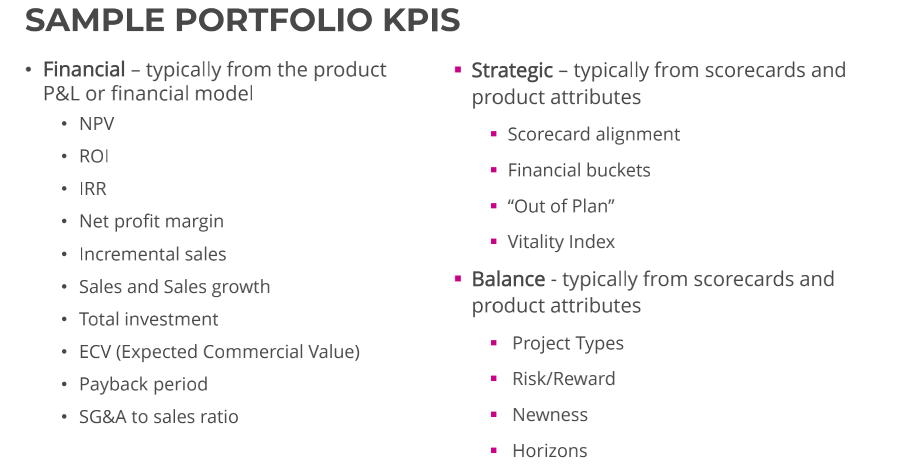 SAMPLE PORTFOLIO KPIS
• Financial – typically from the product
P&L or financial model
• NPV
• ROI
• IRR
• Net profit margin
• Incremental sales
• Sales and Sales growth
• Total investment
• ECV (Expected Commercial Value)
• Payback period
• SG&A to sales ratio
▪ Strategic – typically from scorecards and
product attributes
▪ Scorecard alignment
▪ Financial buckets
▪ “Out of Plan”
▪ Vitality Index
▪ Balance - typically from scorecards and
product attributes
▪ Project Types
▪ Risk/Reward
▪ Newness
▪ Horizons